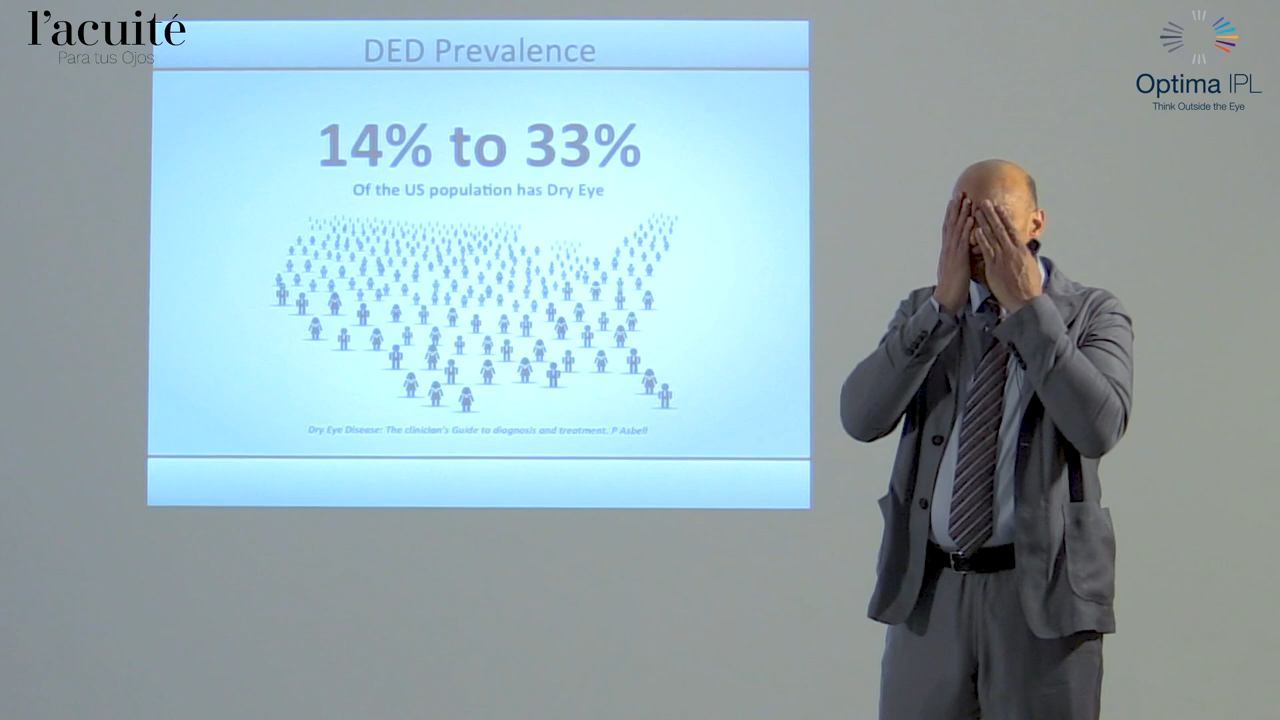 l'acuité
Para tus Ojos
Optima IPL
Think Outside the Eye
DED Prevalence
14% to 33%
Of the US population has Dry Eye
Dry Eye Disease: The clinician's Guide to diagnosis and treatment. P Asbell